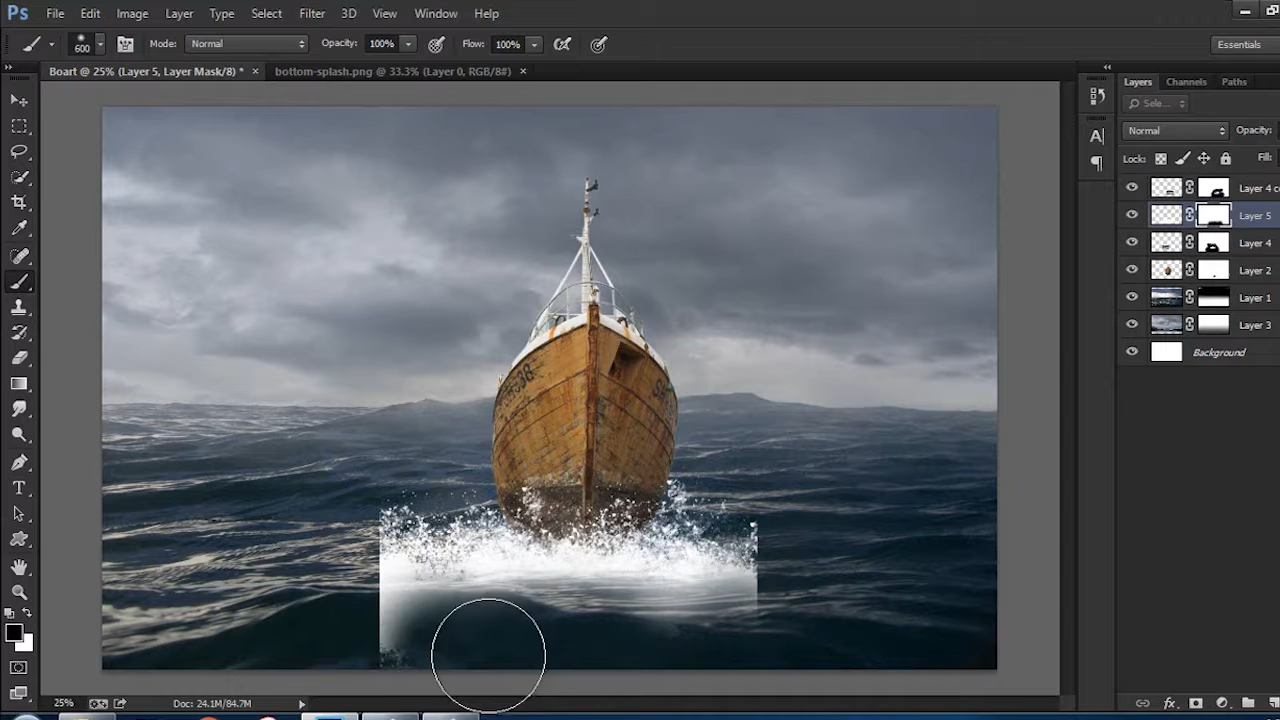 Ps File Edit Image Layer Type Select Filter 3D View Window Help
600 Mode: Normal Opacity: 100% Flow: 100% Essentials
Boart @ 25% (Layer 5, Layer Mask/8) * × bottom-splash.png @ 33.3% (Layer 0, RGB/8#) ×
Layers Channels Paths
Sele...
Normal Opacity:
Lock: Fill:
Layer 4 c
Layer 5
Layer 4
Layer 2
Layer 1
Layer 3
Background
25% Doc: 24.1M/84.7M